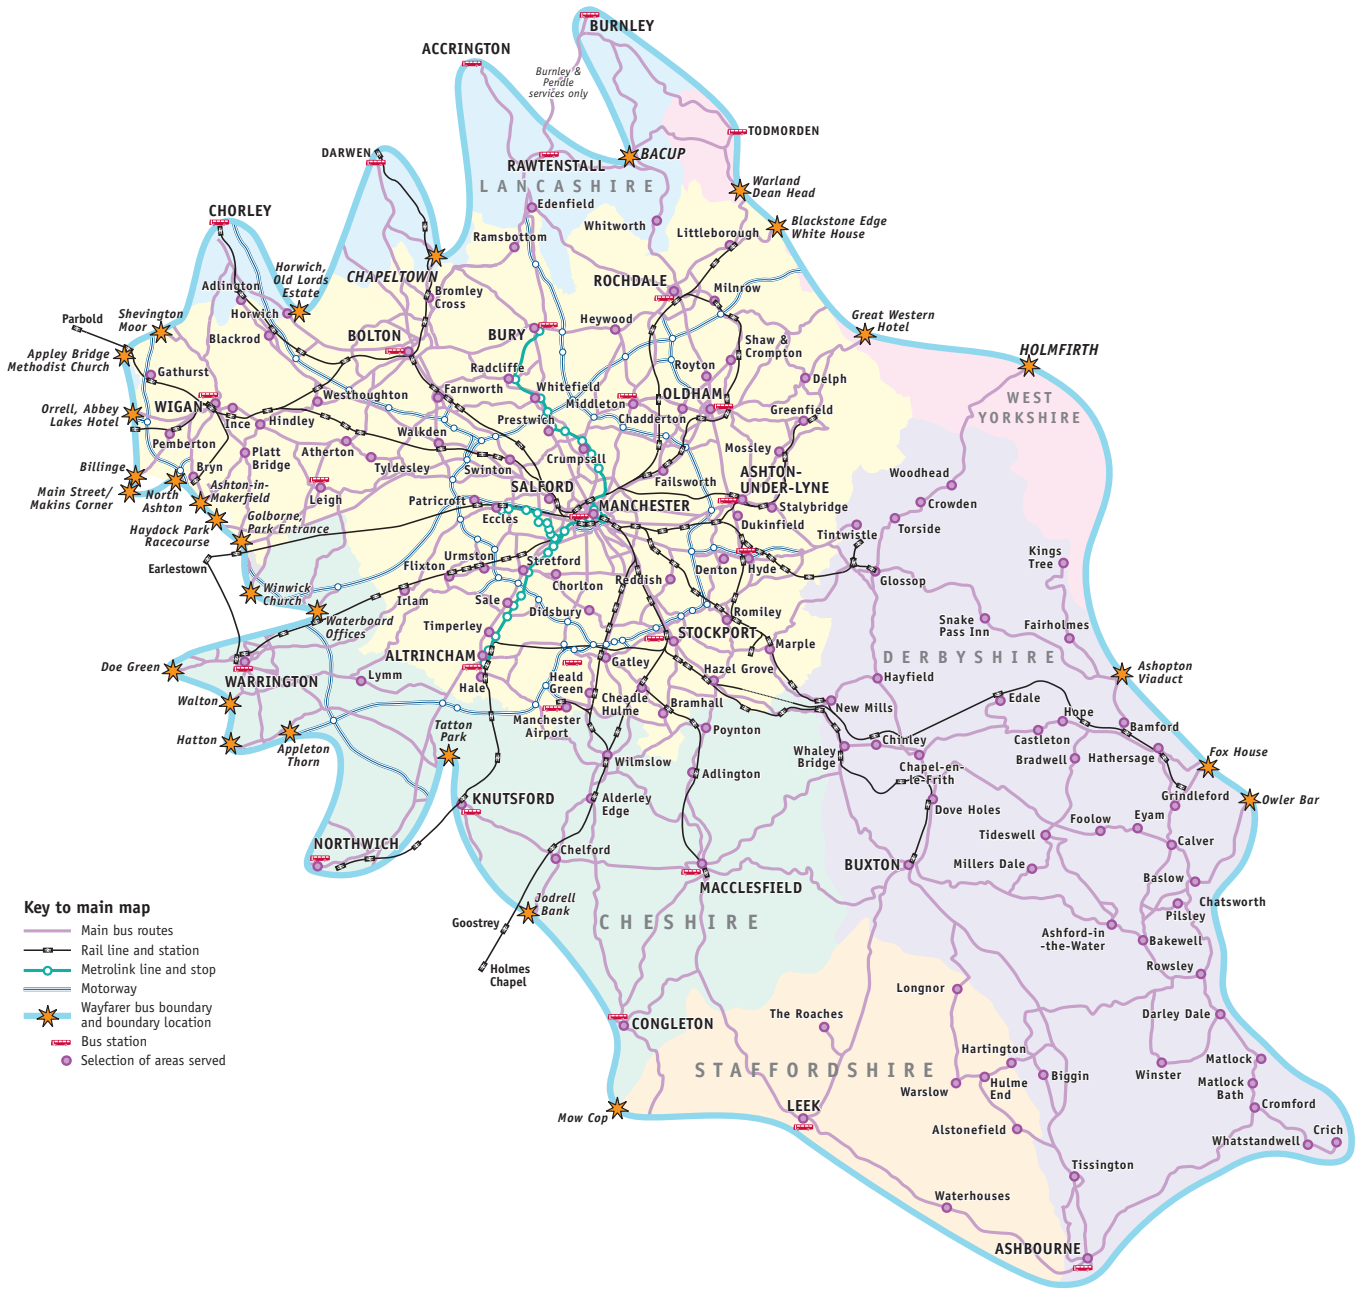 BURNLEY
ACCRINGTON
Burnley &
Pendle
services only
TODMORDEN
DARWEN
BACUP
RAWTENSTALL
LANCASHIRE
Warland
Dean Head
CHORLEY
Edenfield
Whitworth
Blackstone Edge
White House
Littleborough
Ramsbottom
Horwich,
Old Lords
Estate
CHAPELTOWN
ROCHDALE
Adlington
Bromley
Cross
Milnrow
Parbold
Shevington
Moor
Horwich
Heywood
Great Western
Hotel
Blackrod
BOLTON
BURY
Shaw &
Crompton
HOLMFIRTH
Appley Bridge
Methodist Church
Gathurst
Radcliffe
Royton
Delph
Farnworth
Whitefield
Westhoughton
OLDHAM
WEST
YORKSHIRE
Orrell, Abbey
Lakes Hotel
WIGAN
Middleton
Ince
Hindley
Prestwich
Chadderton
Greenfield
Pemberton
Walkden
Platt
Bridge
Atherton
Mossley
Crumpsall
Billinge
Bryn
Tyldesley
Swinton
ASHTON-
UNDER-LYNE
Woodhead
Main Street/
Makins Corner
North
Ashton
Ashton-in-
Makerfield
Leigh
Failsworth
SALFORD
Patricroft
MANCHESTER
Stalybridge
Crowden
Golborne,
Park Entrance
Eccles
Dukinfield
Torside
Haydock Park
Racecourse
Tintwistle
Earlestown
Urmston
Flixton
Stretford
Denton
Hyde
Kings
Tree
Reddish
Chorlton
Glossop
Winwick
Church
Irlam
Sale
Didsbury
Romiley
Waterboard
Offices
Timperley
STOCKPORT
Snake
Pass Inn
Fairholmes
Marple
DERBYSHIRE
Doe Green
ALTRINCHAM
Gatley
Hazel Grove
Ashopton
Viaduct
WARRINGTON
Lymm
Hale
Heald
Green
Hayfield
Walton
Cheadle
Hulme
Bramhall
New Mills
Edale
Manchester
Airport
Hope
Tatton
Park
Poynton
Bamford
Hatton
Appleton
Thorn
Chinley
Castleton
Whaley
Bridge
Bradwell
Hathersage
Fox House
Wilmslow
Chapel-en-
le-Frith
Adlington
Grindleford
KNUTSFORD
Alderley
Edge
Owler Bar
Dove Holes
Foolow
Eyam
Tideswell
NORTHWICH
Chelford
BUXTON
Millers Dale
Calver
MACCLESFIELD
Baslow
Jodrell
Bank
Chatsworth
Pilsley
CHESHIRE
Goostrey
Ashford-in
-the-Water
Bakewell
Holmes
Chapel
Rowsley
Longnor
CONGLETON
The Roaches
Darley Dale
Hartington
STAFFORDSHIRE
Matlock
Winster
Biggin
Warslow
Hulme
End
Matlock
Bath
LEEK
Cromford
Mow Cop
Alstonefield
Crich
Whatstandwell
Tissington
Waterhouses
ASHBOURNE
Key to main map
Main bus routes
Rail line and station
Metrolink line and stop
Motorway
Wayfarer bus boundary
and boundary location
Bus station
Selection of areas served